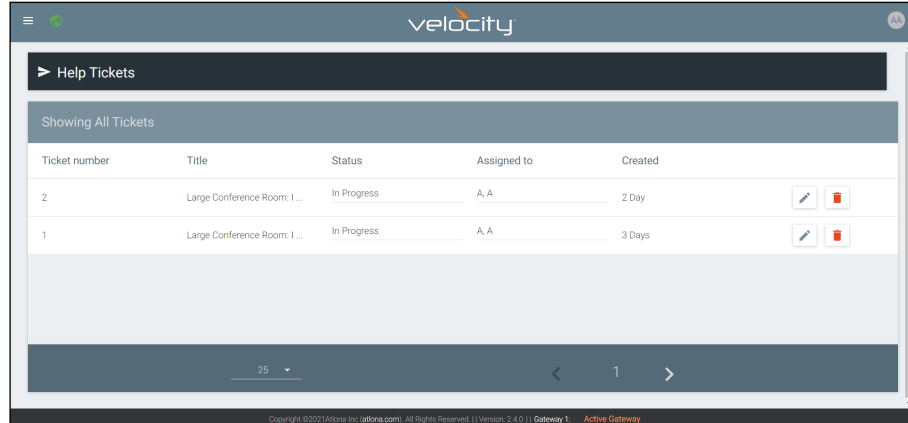 velocity
AA
Help Tickets
Showing All Tickets
Ticket number Title Status Assigned to Created
2 Large Conference Room: I ... In Progress A, A 2 Day
1 Large Conference Room: I ... In Progress A, A 3 Days
25 1
Copyright ©2021Atlona Inc (atlona.com). All Rights Reserved. | | Version: 2.4.0 | | Gateway 1: Active Gateway